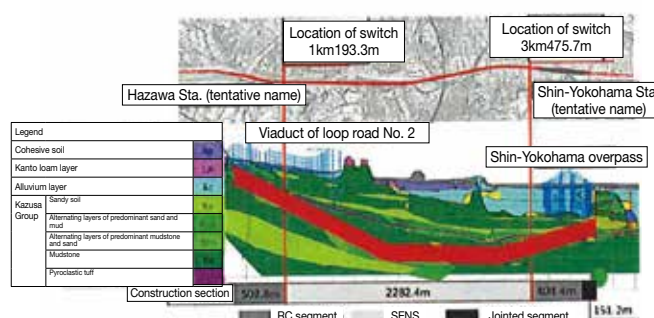 Location of switch
1km193.3m
Location of switch
3km475.7m
Hazawa Sta. (tentative name)
Shin-Yokohama Sta
(tentative name)
Viaduct of loop road No. 2
Shin-Yokohama overpass
Legend
Cohesive soil
Kanto loam layer
Alluvium layer
Kazusa
Group
Sandy soil
Alternating layers of predominant sand and
mud
Alternating layers of predominant mudstone
and sand
Mudstone
Pyroclastic tuff
Construction section
2282.4m
151.2m
RC segment
SENS
Jointed segment